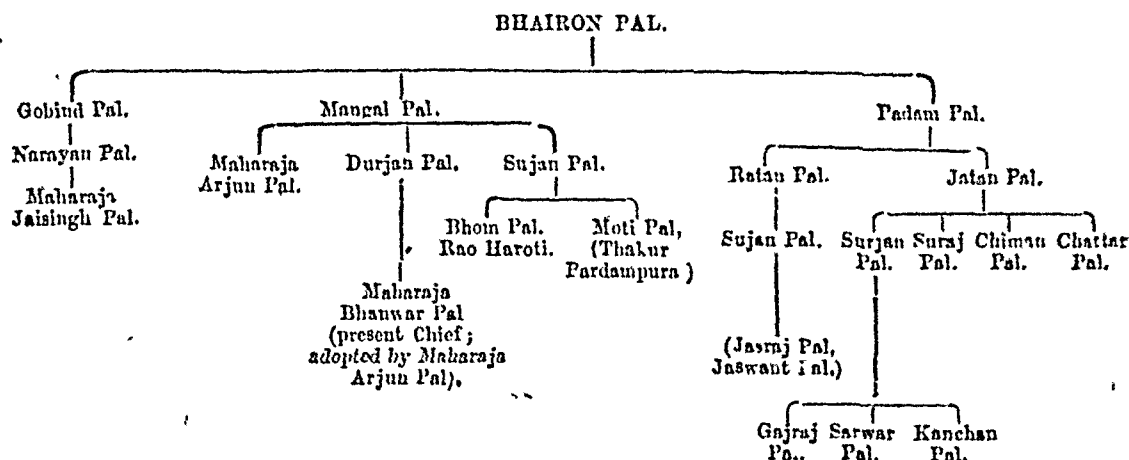 BHAIRON PAL.
Gobind Pal.
Mangal Pal.
Padam Pal.
Narayan Pal.
Maharaja
Arjun Pal.
Durjan Pal.
Sujan Pal.
Ratan Pal.
Jatan Pal.
Maharaja
Jaisingh Pal.
Bhom Pal.
Rao Haroti.
Moti Pal,
(Thakur
Pardampura )
Sujan Pal.
Surjan
Pal.
Suraj
Pal.
Chiman
Pal.
Chattar
Pal.
Maharaja
Bhanwar Pal
(present Chief;
adopted by Maharaja
Arjun Pal).
(Jasraj Pal,
Jaswant Pal.)
Gajraj
Pa..
Sarwar
Pal.
Kanchan
Pal.